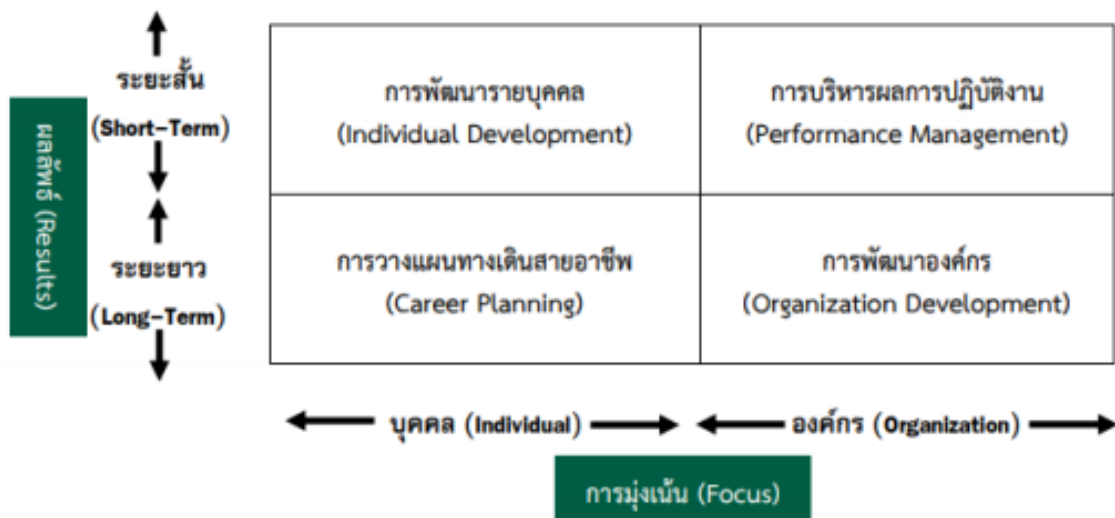 ผลลัพธ์ (Results)
ระยะสั้น
(Short-Term)
ระยะยาว
(Long-Term)
การพัฒนารายบุคคล
(Individual Development)
การบริหารผลการปฏิบัติงาน
(Performance Management)
การวางแผนทางเดินสายอาชีพ
(Career Planning)
การพัฒนาองค์กร
(Organization Development)
บุคคล (Individual)
องค์กร (Organization)
การมุ่งเน้น (Focus)